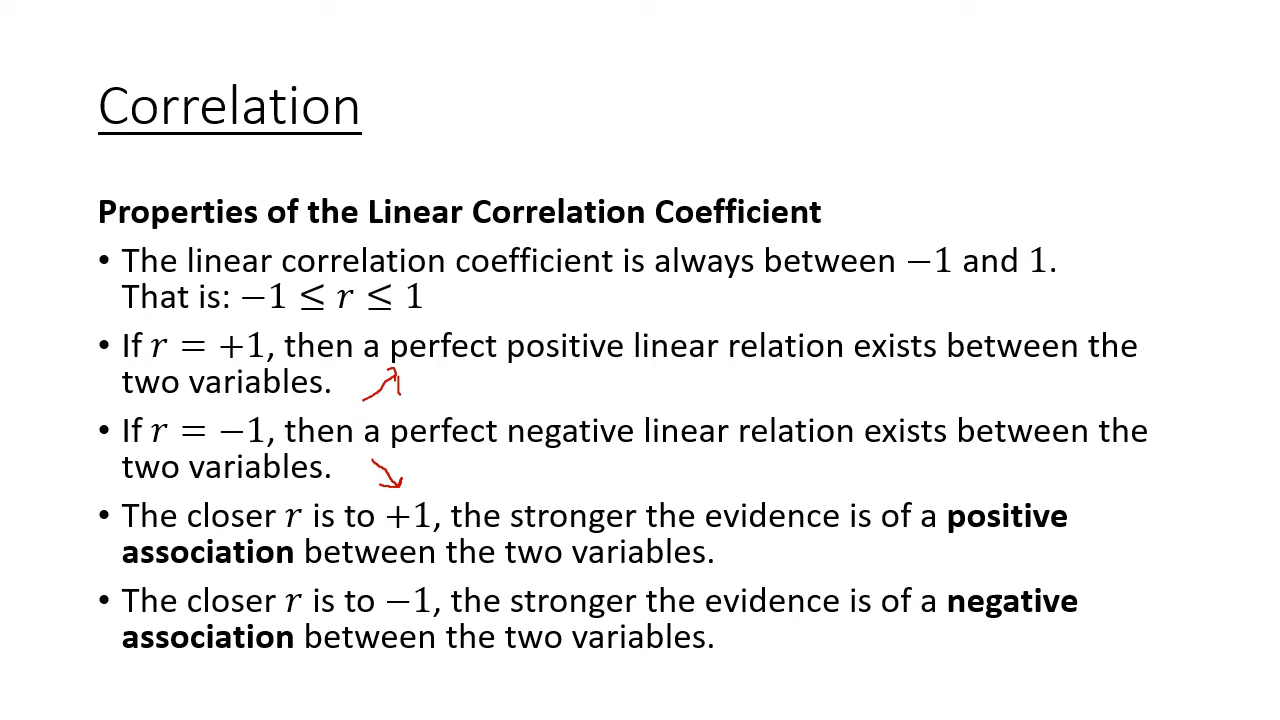 Correlation
Properties of the Linear Correlation Coefficient
• The linear correlation coefficient is always between −1 and 1.
That is: −1 ≤ r ≤ 1
• If r = +1, then a perfect positive linear relation exists between the
two variables.
• If r = −1, then a perfect negative linear relation exists between the
two variables.
• The closer r is to +1, the stronger the evidence is of a positive
association between the two variables.
• The closer r is to −1, the stronger the evidence is of a negative
association between the two variables.